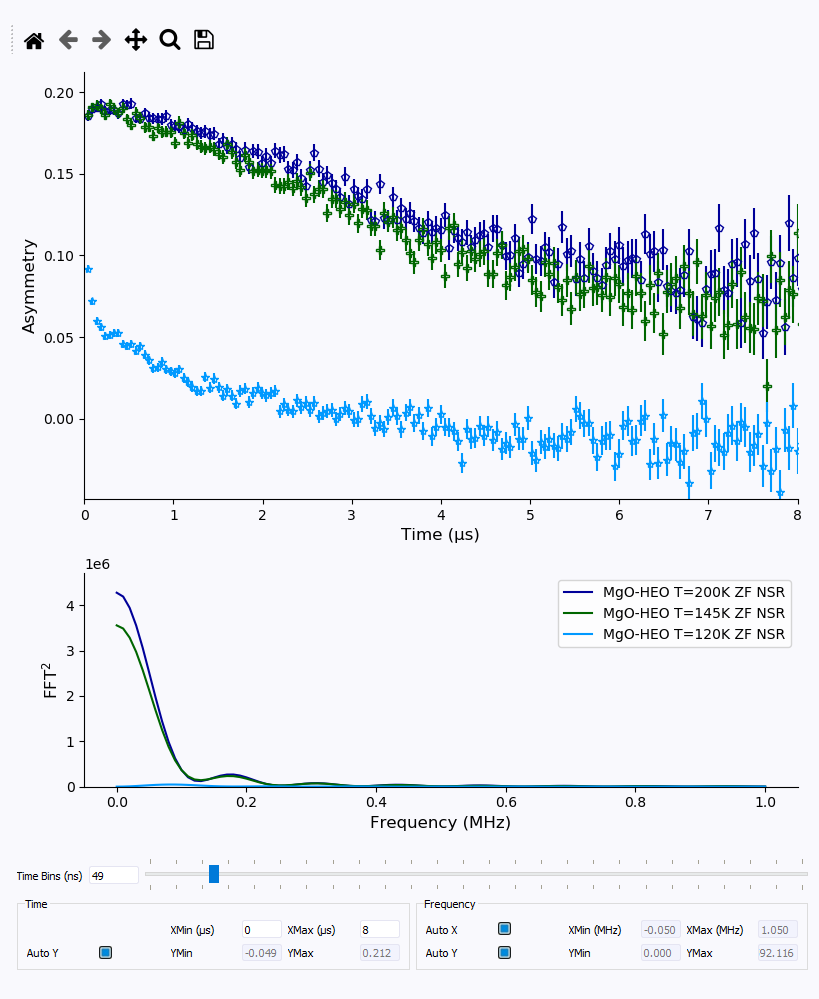 0.20
0.15
0.10
0.05
0.00
Asymmetry
0 1 2 3 4 5 6 7 8
Time (µs)
1e6
4
3
2
1
0
FFT²
MgO-HEO T=200K ZF NSR
MgO-HEO T=145K ZF NSR
MgO-HEO T=120K ZF NSR
0.0 0.2 0.4 0.6 0.8 1.0
Frequency (MHz)
Time Bins (ns) 49
Time
XMin (µs) 0 XMax (µs) 8
Auto Y YMin -0.049 YMax 0.212
Frequency
Auto X XMin (MHz) -0.050 XMax (MHz) 1.050
Auto Y YMin 0.000 YMax 92.116